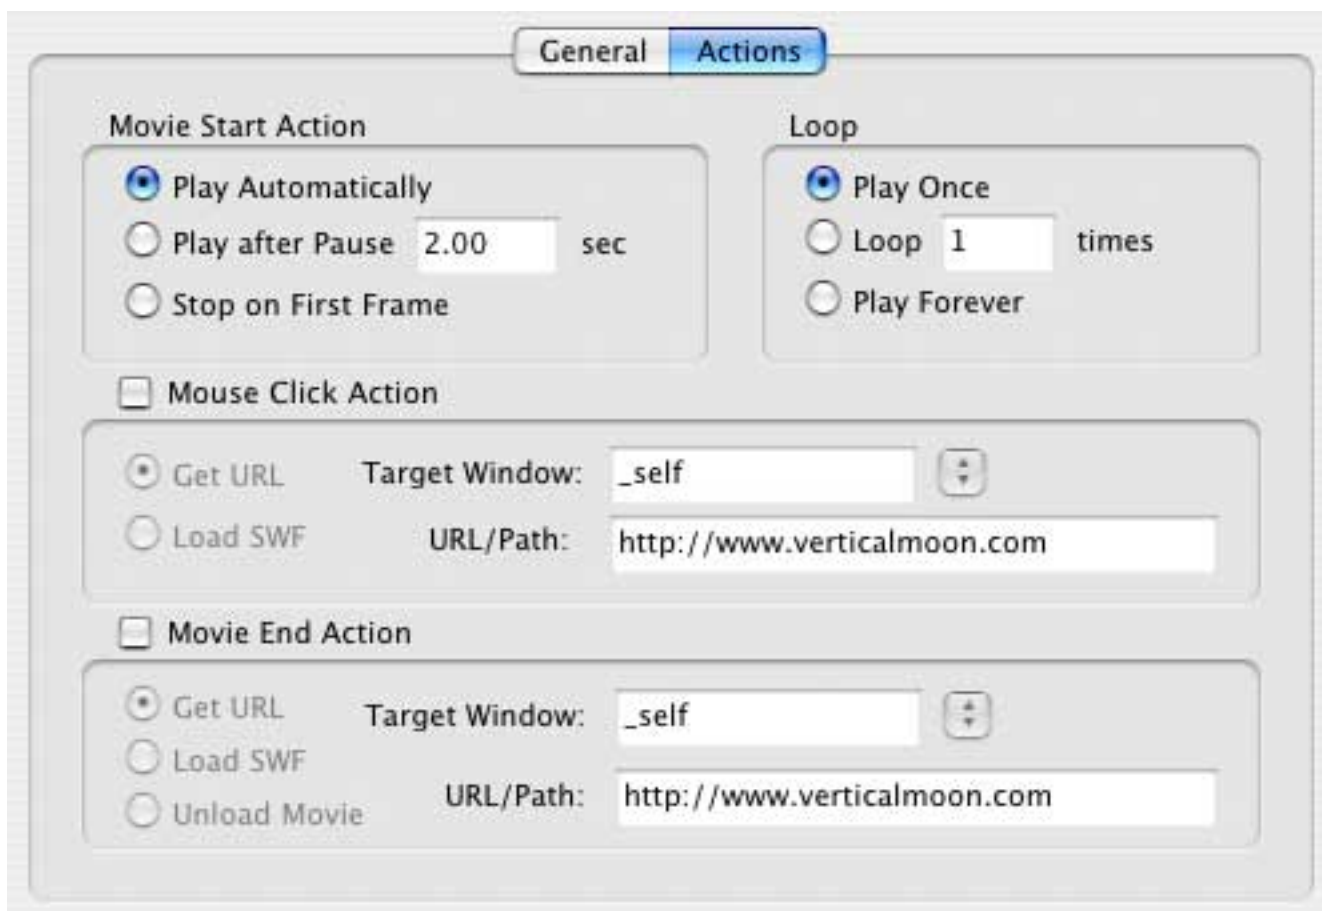 General Actions
Movie Start Action
Play Automatically
Play after Pause 2.00 sec
Stop on First Frame
Loop
Play Once
Loop 1 times
Play Forever
Mouse Click Action
Get URL Target Window: _self
Load SWF URL/Path: http://www.verticalmoon.com
Movie End Action
Get URL Target Window: _self
Load SWF
Unload Movie URL/Path: http://www.verticalmoon.com